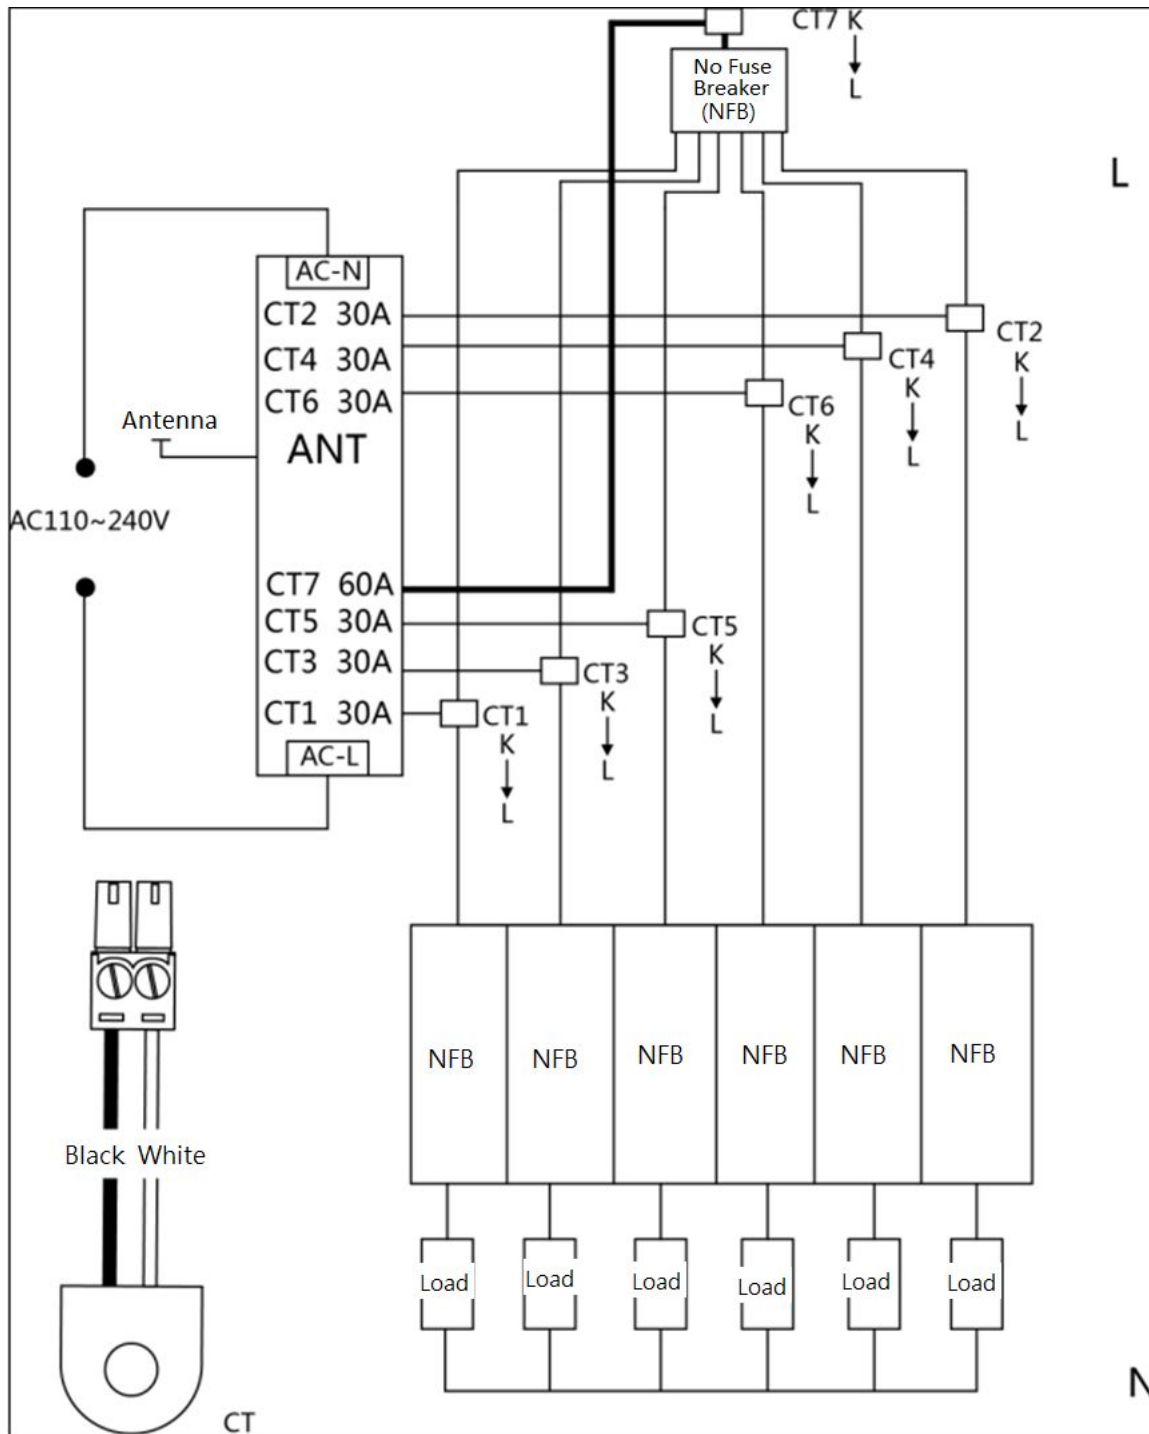 CT7 K
L
No Fuse
Breaker
(NFB)
L
AC-N
CT2 30A
CT4 30A
CT6 30A
ANT
Antenna
AC110~240V
CT7 60A
CT5 30A
CT3 30A
CT1 30A
AC-L
CT2
K
L
CT4
K
L
CT6
K
L
CT5
K
L
CT3
K
L
CT1
K
L
NFB NFB NFB NFB NFB NFB
Black White
Load Load Load Load Load Load
CT
N